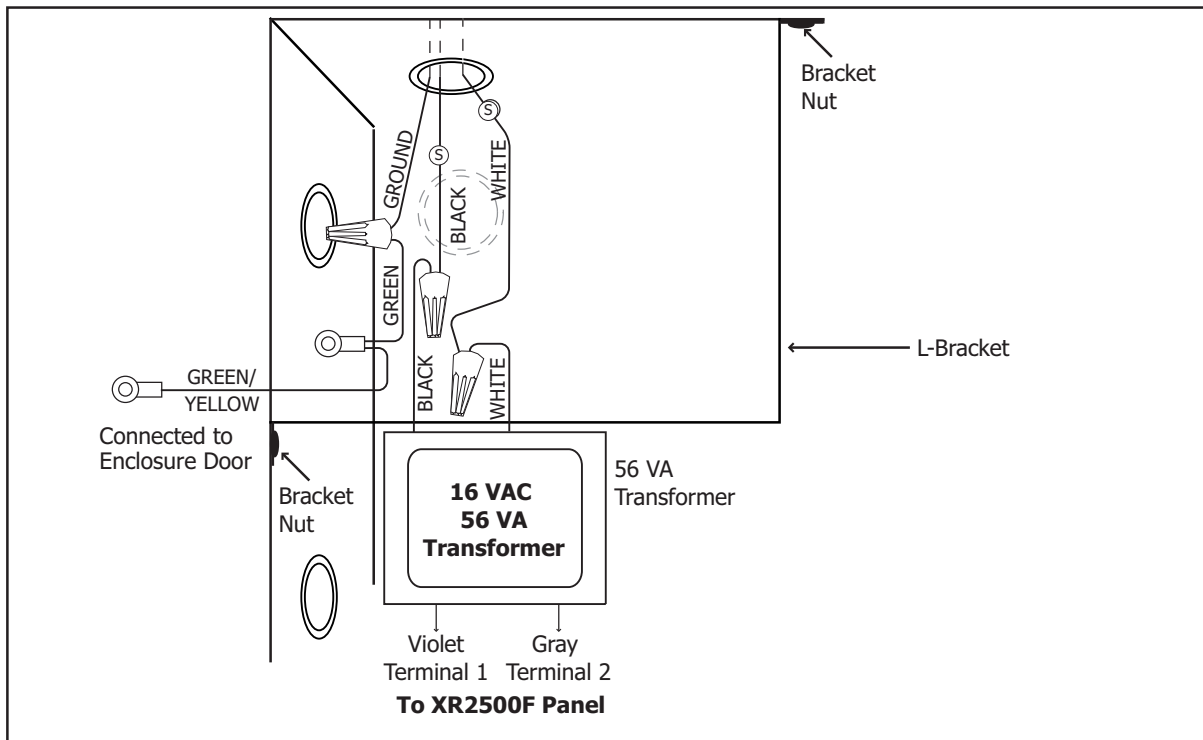 Bracket
Nut
S
S
GROUND
WHITE
BLACK
GREEN
L-Bracket
BLACK
WHITE
GREEN/
YELLOW
Connected to
Enclosure Door
Bracket
Nut
16 VAC
56 VA
Transformer
56 VA
Transformer
Violet
Terminal 1
Gray
Terminal 2
To XR2500F Panel